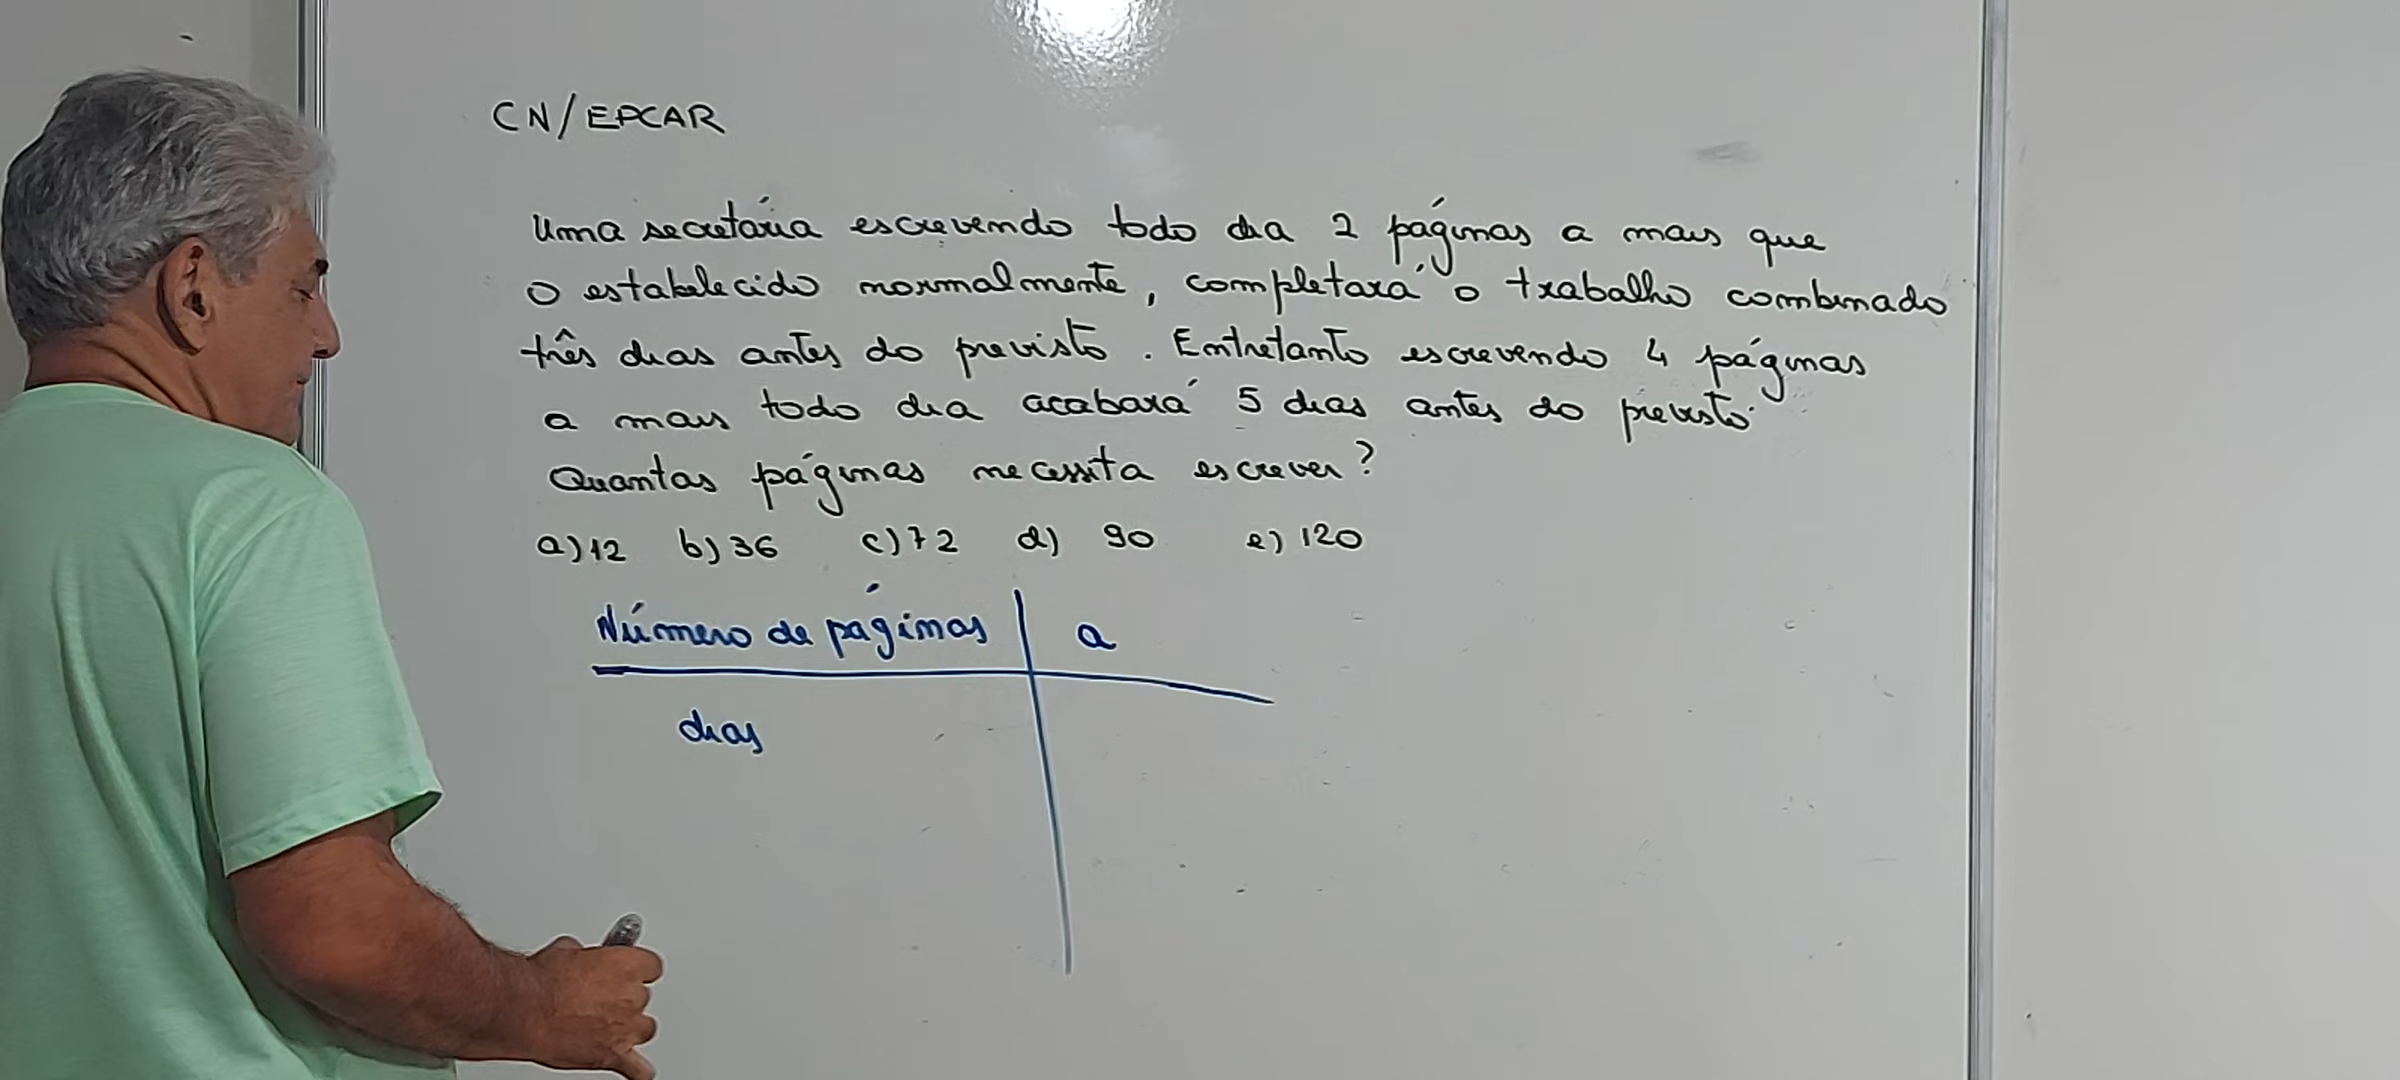 CN/EPCAR
Uma secretária escrevendo todo dia 2 páginas a mais que
o estabelecido normalmente, completará o trabalho combinado
três dias antes do previsto. Entretanto escrevendo 4 páginas
a mais todo dia acabará 5 dias antes do previsto.
Quantas páginas necessita escrever?
a) 12 b) 36 c) 72 d) 90 e) 120
Número de páginas a
dias